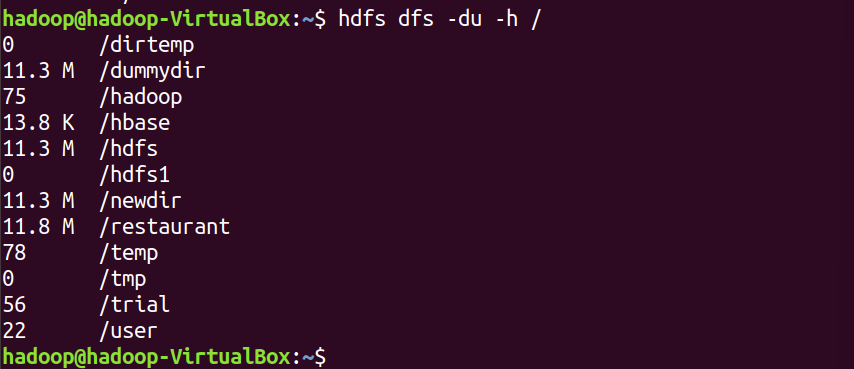 hadoop@hadoop-VirtualBox:~$ hdfs dfs -du -h /
0       /dirtemp
11.3 M  /dummydir
75      /hadoop
13.8 K  /hbase
11.3 M  /hdfs
0       /hdfs1
11.3 M  /newdir
11.8 M  /restaurant
78      /temp
0       /tmp
56      /trial
22      /user
hadoop@hadoop-VirtualBox:~$